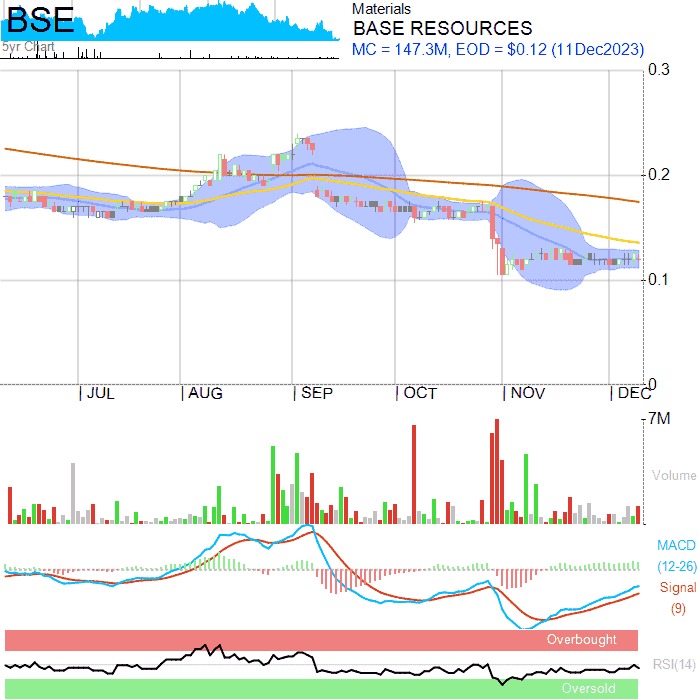 BSE
5yr Chart
Materials
BASE RESOURCES
MC = 147.3M, EOD = $0.12 (11Dec2023)
0.3
0.2
0.1
0
JUL AUG SEP OCT NOV DEC
7M
Volume
MACD
(12-26)
Signal
(9)
Overbought
RSI(14)
Oversold